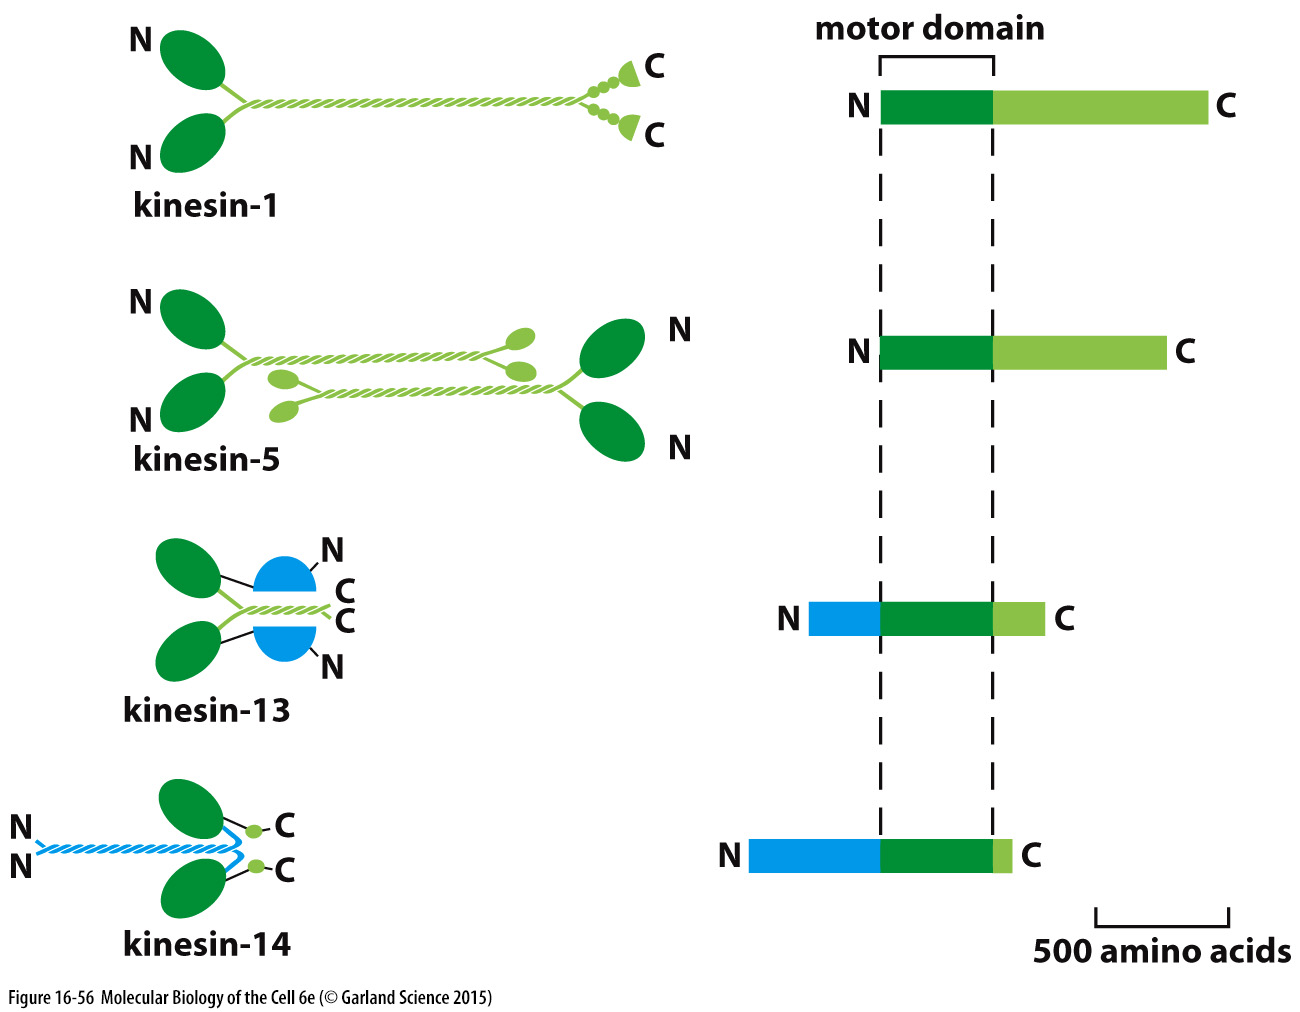 motor domain
N
C
C
N
kinesin-1
N
C
N
N
N
N
kinesin-5
N
C
N
C
C
N
kinesin-13
N
C
N
N
C
C
kinesin-14
N
C
500 amino acids
Figure 16-56 Molecular Biology of the Cell 6e (© Garland Science 2015)